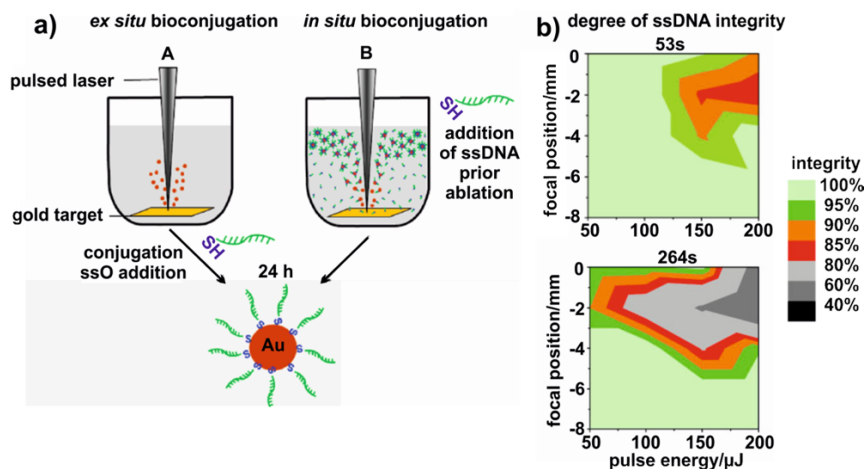 a)
ex situ bioconjugation
in situ bioconjugation
A
B
pulsed laser
gold target
SH
addition
of ssDNA
prior
ablation
SH
conjugation
ssO addition
24 h
S
S
S
S
S
S
S
S
S
S
Au
b)
degree of ssDNA integrity
53s
focal position/mm
0
-2
-4
-6
-8
50
100
150
200
264s
focal position/mm
0
-2
-4
-6
-8
50
100
150
200
pulse energy/µJ
integrity
100%
95%
90%
85%
80%
60%
40%